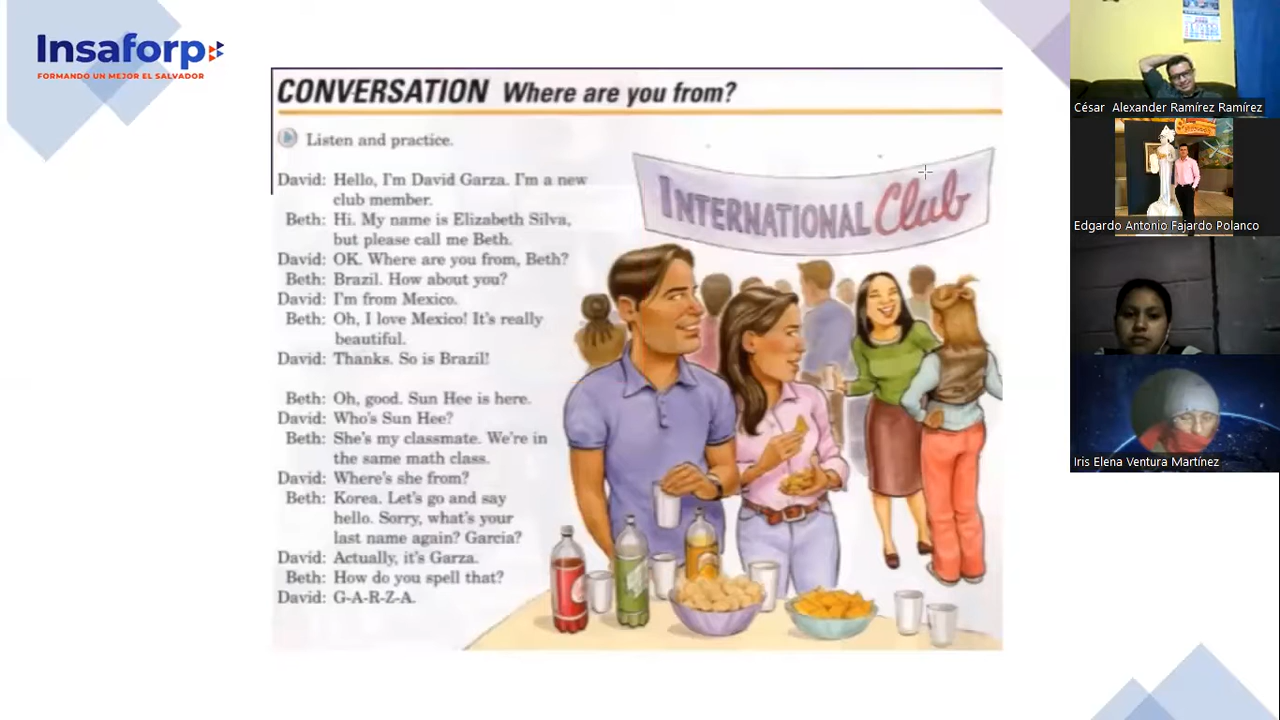 Insaforp
FORMANDO UN MEJOR EL SALVADOR
CONVERSATION Where are you from?
Listen and practice.
David: Hello, I'm David Garza. I'm a new
club member.
Beth: Hi. My name is Elizabeth Silva,
but please call me Beth.
David: OK. Where are you from, Beth?
Beth: Brazil. How about you?
David: I'm from Mexico.
Beth: Oh, I love Mexico! It's really
beautiful.
David: Thanks. So is Brazil!
Beth: Oh, good. Sun Hee is here.
David: Who's Sun Hee?
Beth: She's my classmate. We're in
the same math class.
David: Where's she from?
Beth: Korea. Let's go and say
hello. Sorry, what's your
last name again? Garcia?
David: Actually, it's Garza.
Beth: How do you spell that?
David: G-A-R-Z-A.
INTERNATIONAL Club
César Alexander Ramírez Ramírez
Edgardo Antonio Fajardo Polanco
Iris Elena Ventura Martínez